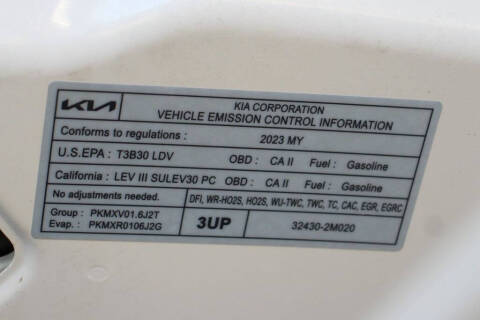 KIA
KIA CORPORATION
VEHICLE EMISSION CONTROL INFORMATION
Conforms to regulations : 2023 MY
U.S.EPA : T3B30 LDV OBD : CA II Fuel : Gasoline
California : LEV III SULEV30 PC OBD : CA II Fuel : Gasoline
No adjustments needed. DFI, WR-HO2S, HO2S, WU-TWC, TWC, TC, CAC, EGR, EGRC
Group : PKMXV01.6J2T
Evap. : PKMXR0106J2G
3UP 32430-2M020